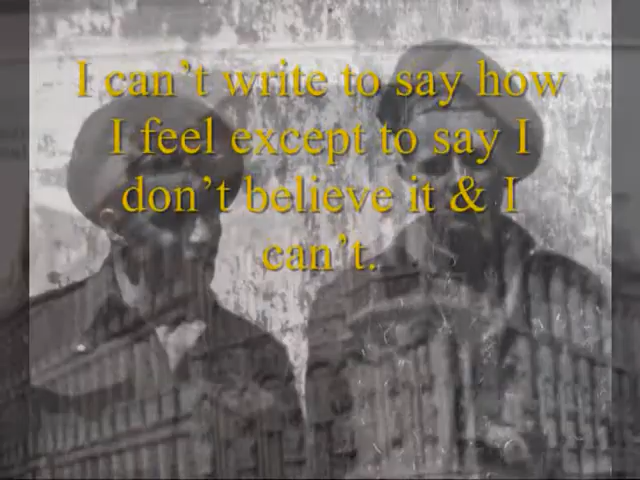 I can't write to say how
I feel except to say I
don't believe it & I
can't.